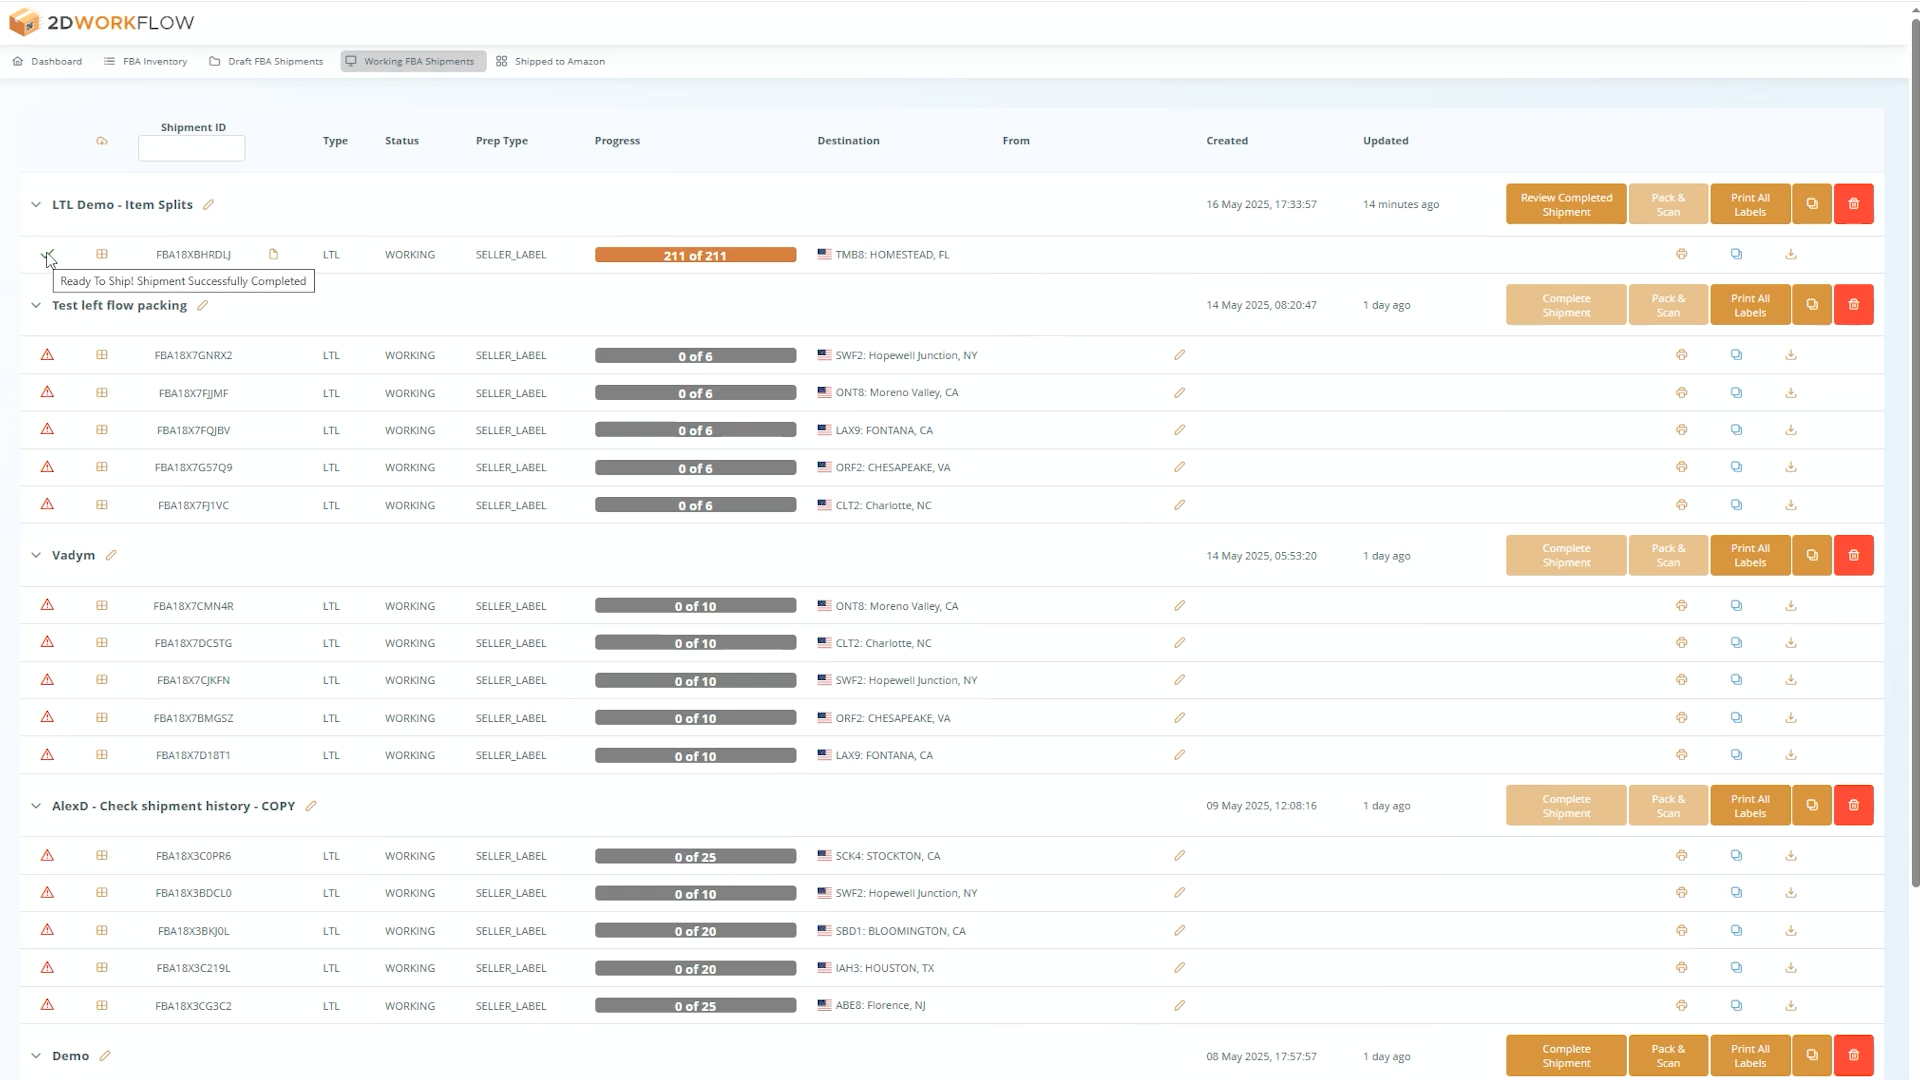 2DWORKFLOW
Dashboard FBA Inventory Draft FBA Shipments Working FBA Shipments Shipped to Amazon
Shipment ID Type Status Prep Type Progress Destination From Created Updated
LTL Demo - Item Splits 16 May 2025, 17:33:57 14 minutes ago Review Completed Shipment Pack & Scan Print All Labels
FBA18XBHRDLJ LTL WORKING SELLER_LABEL 211 of 211 TMB8: HOMESTEAD, FL
Ready To Ship! Shipment Successfully Completed
Test left flow packing 14 May 2025, 08:20:47 1 day ago Complete Shipment Pack & Scan Print All Labels
FBA18X7GNRX2 LTL WORKING SELLER_LABEL 0 of 6 SWF2: Hopewell Junction, NY
FBA18X7FJJMF LTL WORKING SELLER_LABEL 0 of 6 ONT8: Moreno Valley, CA
FBA18X7FQJBV LTL WORKING SELLER_LABEL 0 of 6 LAX9: FONTANA, CA
FBA18X7G57Q9 LTL WORKING SELLER_LABEL 0 of 6 ORF2: CHESAPEAKE, VA
FBA18X7FJ1VC LTL WORKING SELLER_LABEL 0 of 6 CLT2: Charlotte, NC
Vadym 14 May 2025, 05:53:20 1 day ago Complete Shipment Pack & Scan Print All Labels
FBA18X7CMN4R LTL WORKING SELLER_LABEL 0 of 10 ONT8: Moreno Valley, CA
FBA18X7DC5TG LTL WORKING SELLER_LABEL 0 of 10 CLT2: Charlotte, NC
FBA18X7CJKFN LTL WORKING SELLER_LABEL 0 of 10 SWF2: Hopewell Junction, NY
FBA18X7BMGSZ LTL WORKING SELLER_LABEL 0 of 10 ORF2: CHESAPEAKE, VA
FBA18X7D18T1 LTL WORKING SELLER_LABEL 0 of 10 LAX9: FONTANA, CA
AlexD - Check shipment history - COPY 09 May 2025, 12:08:16 1 day ago Complete Shipment Pack & Scan Print All Labels
FBA18X3C0PR6 LTL WORKING SELLER_LABEL 0 of 25 SCK4: STOCKTON, CA
FBA18X3BDCL0 LTL WORKING SELLER_LABEL 0 of 10 SWF2: Hopewell Junction, NY
FBA18X3BKJ0L LTL WORKING SELLER_LABEL 0 of 20 SBD1: BLOOMINGTON, CA
FBA18X3C219L LTL WORKING SELLER_LABEL 0 of 20 IAH3: HOUSTON, TX
FBA18X3CG3C2 LTL WORKING SELLER_LABEL 0 of 25 ABE8: Florence, NJ
Demo 08 May 2025, 17:57:57 1 day ago Complete Shipment Pack & Scan Print All Labels